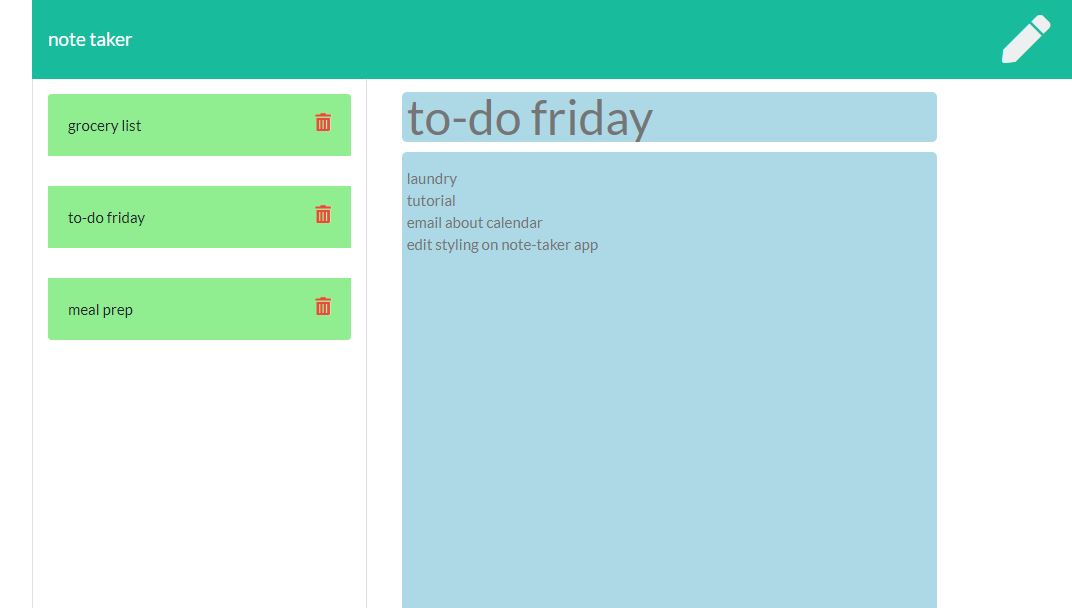 note taker
grocery list
to-do friday
meal prep
to-do friday
laundry
tutorial
email about calendar
edit styling on note-taker app